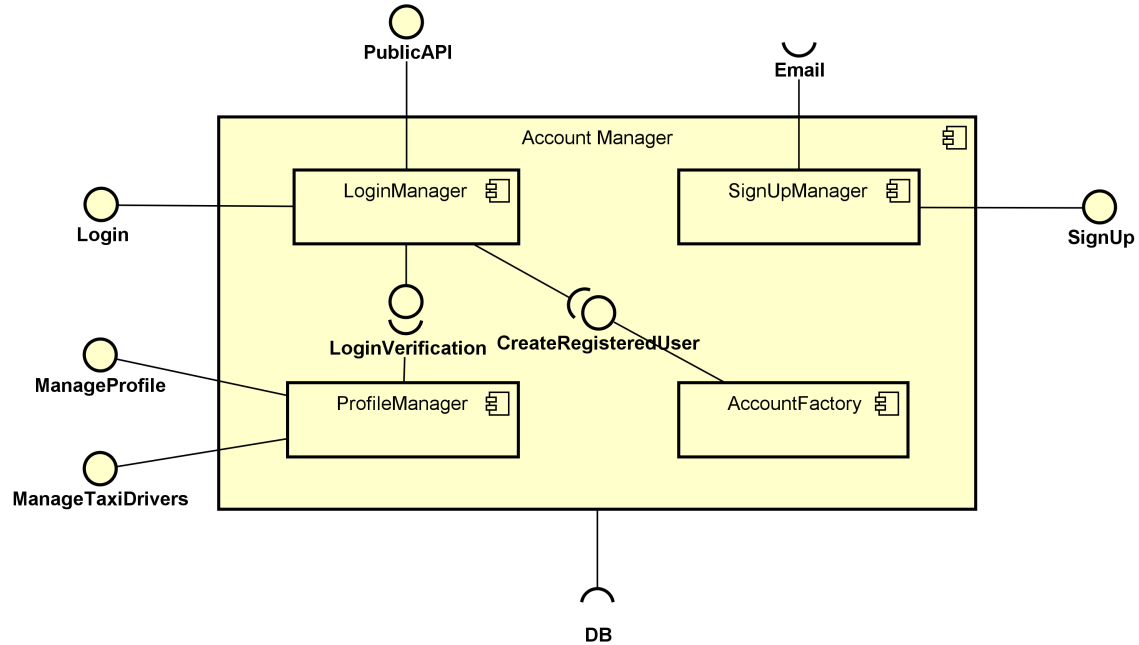 PublicAPI
Email
Account Manager
LoginManager
SignUpManager
Login
SignUp
LoginVerification
CreateRegisteredUser
ManageProfile
ProfileManager
AccountFactory
ManageTaxiDrivers
DB